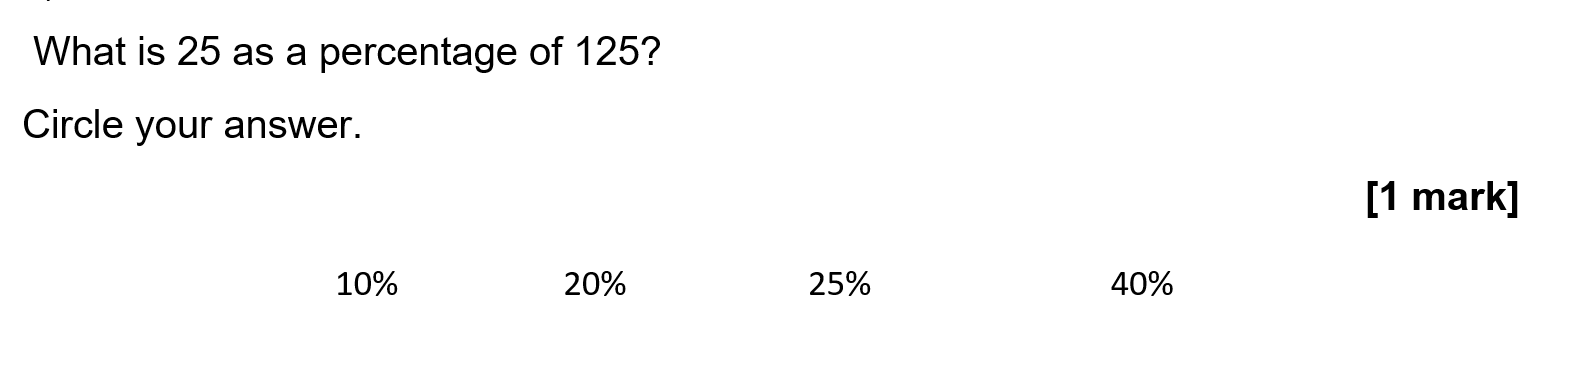 What is 25 as a percentage of 125?
Circle your answer.
[1 mark]
10% 20% 25% 40%